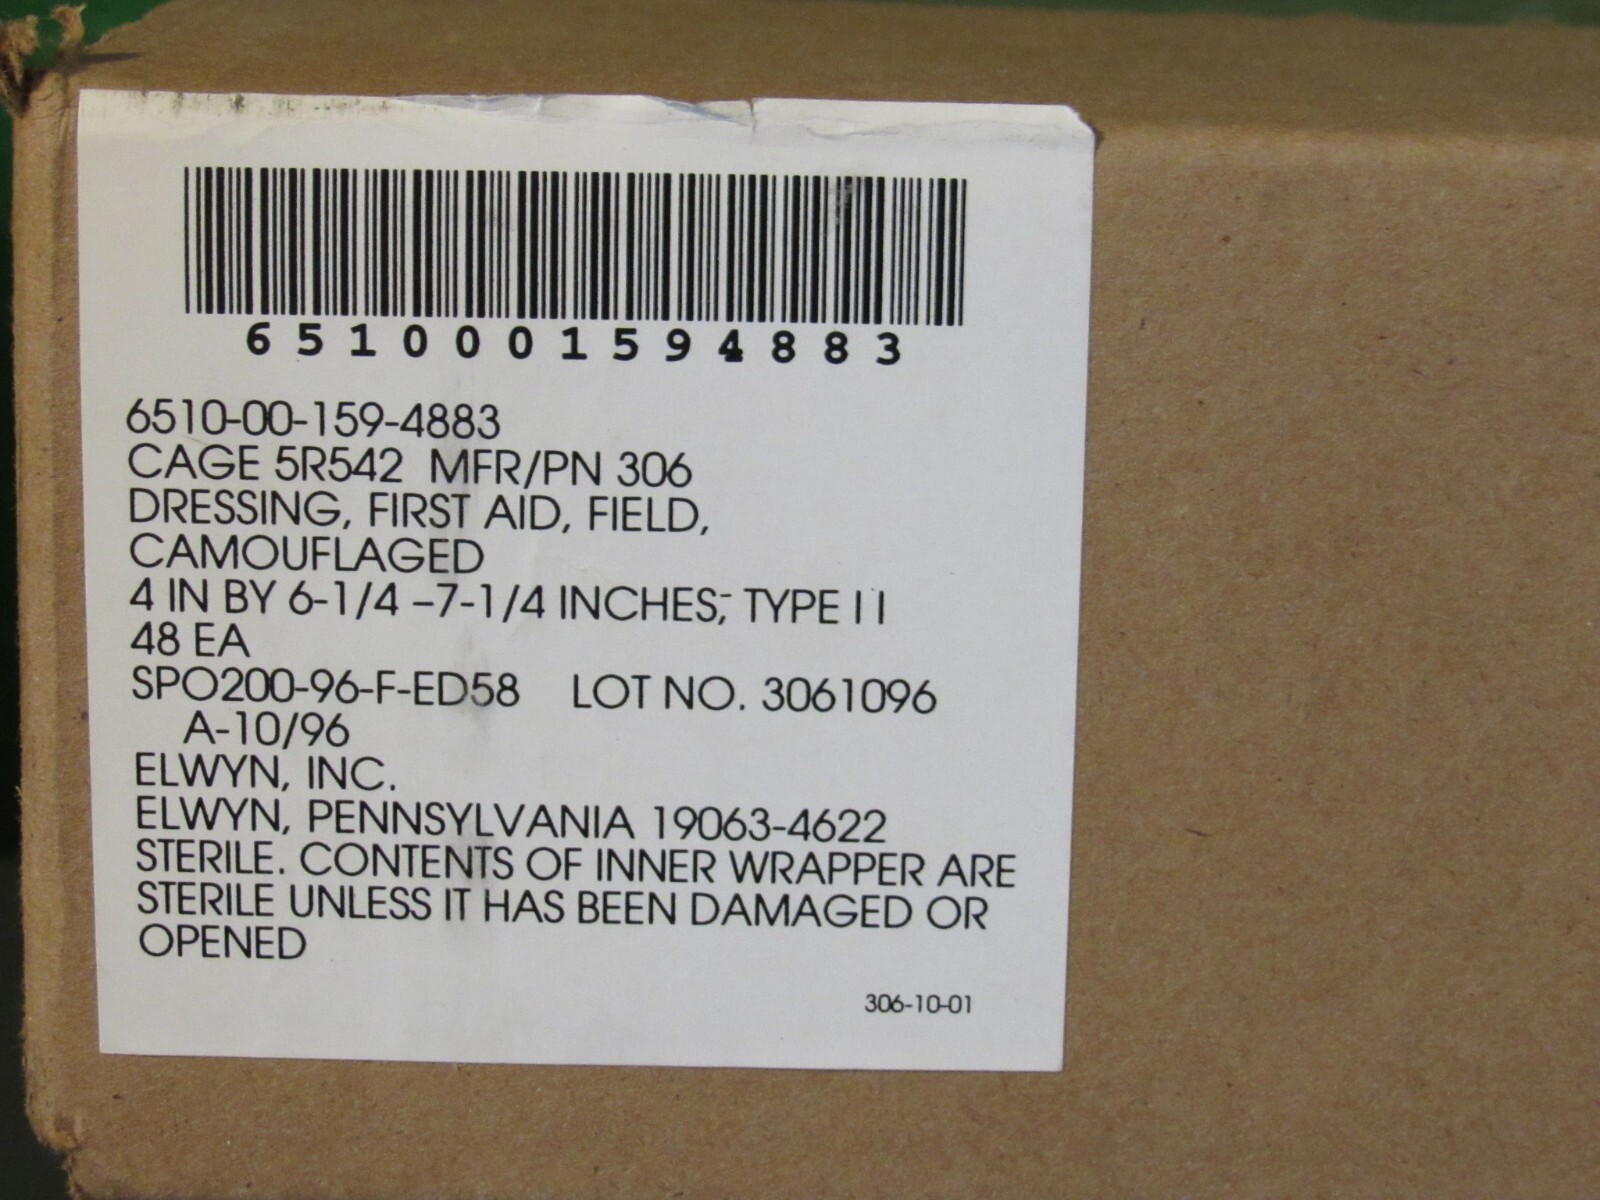 6510001594883
6510-00-159-4883
CAGE 5R542 MFR/PN 306
DRESSING, FIRST AID, FIELD,
CAMOUFLAGED
4 IN BY 6-1/4 –7-1/4 INCHES, TYPE I I
48 EA
SPO200-96-F-ED58 LOT NO. 3061096
A-10/96
ELWYN, INC.
ELWYN, PENNSYLVANIA 19063-4622
STERILE. CONTENTS OF INNER WRAPPER ARE
STERILE UNLESS IT HAS BEEN DAMAGED OR
OPENED
306-10-01